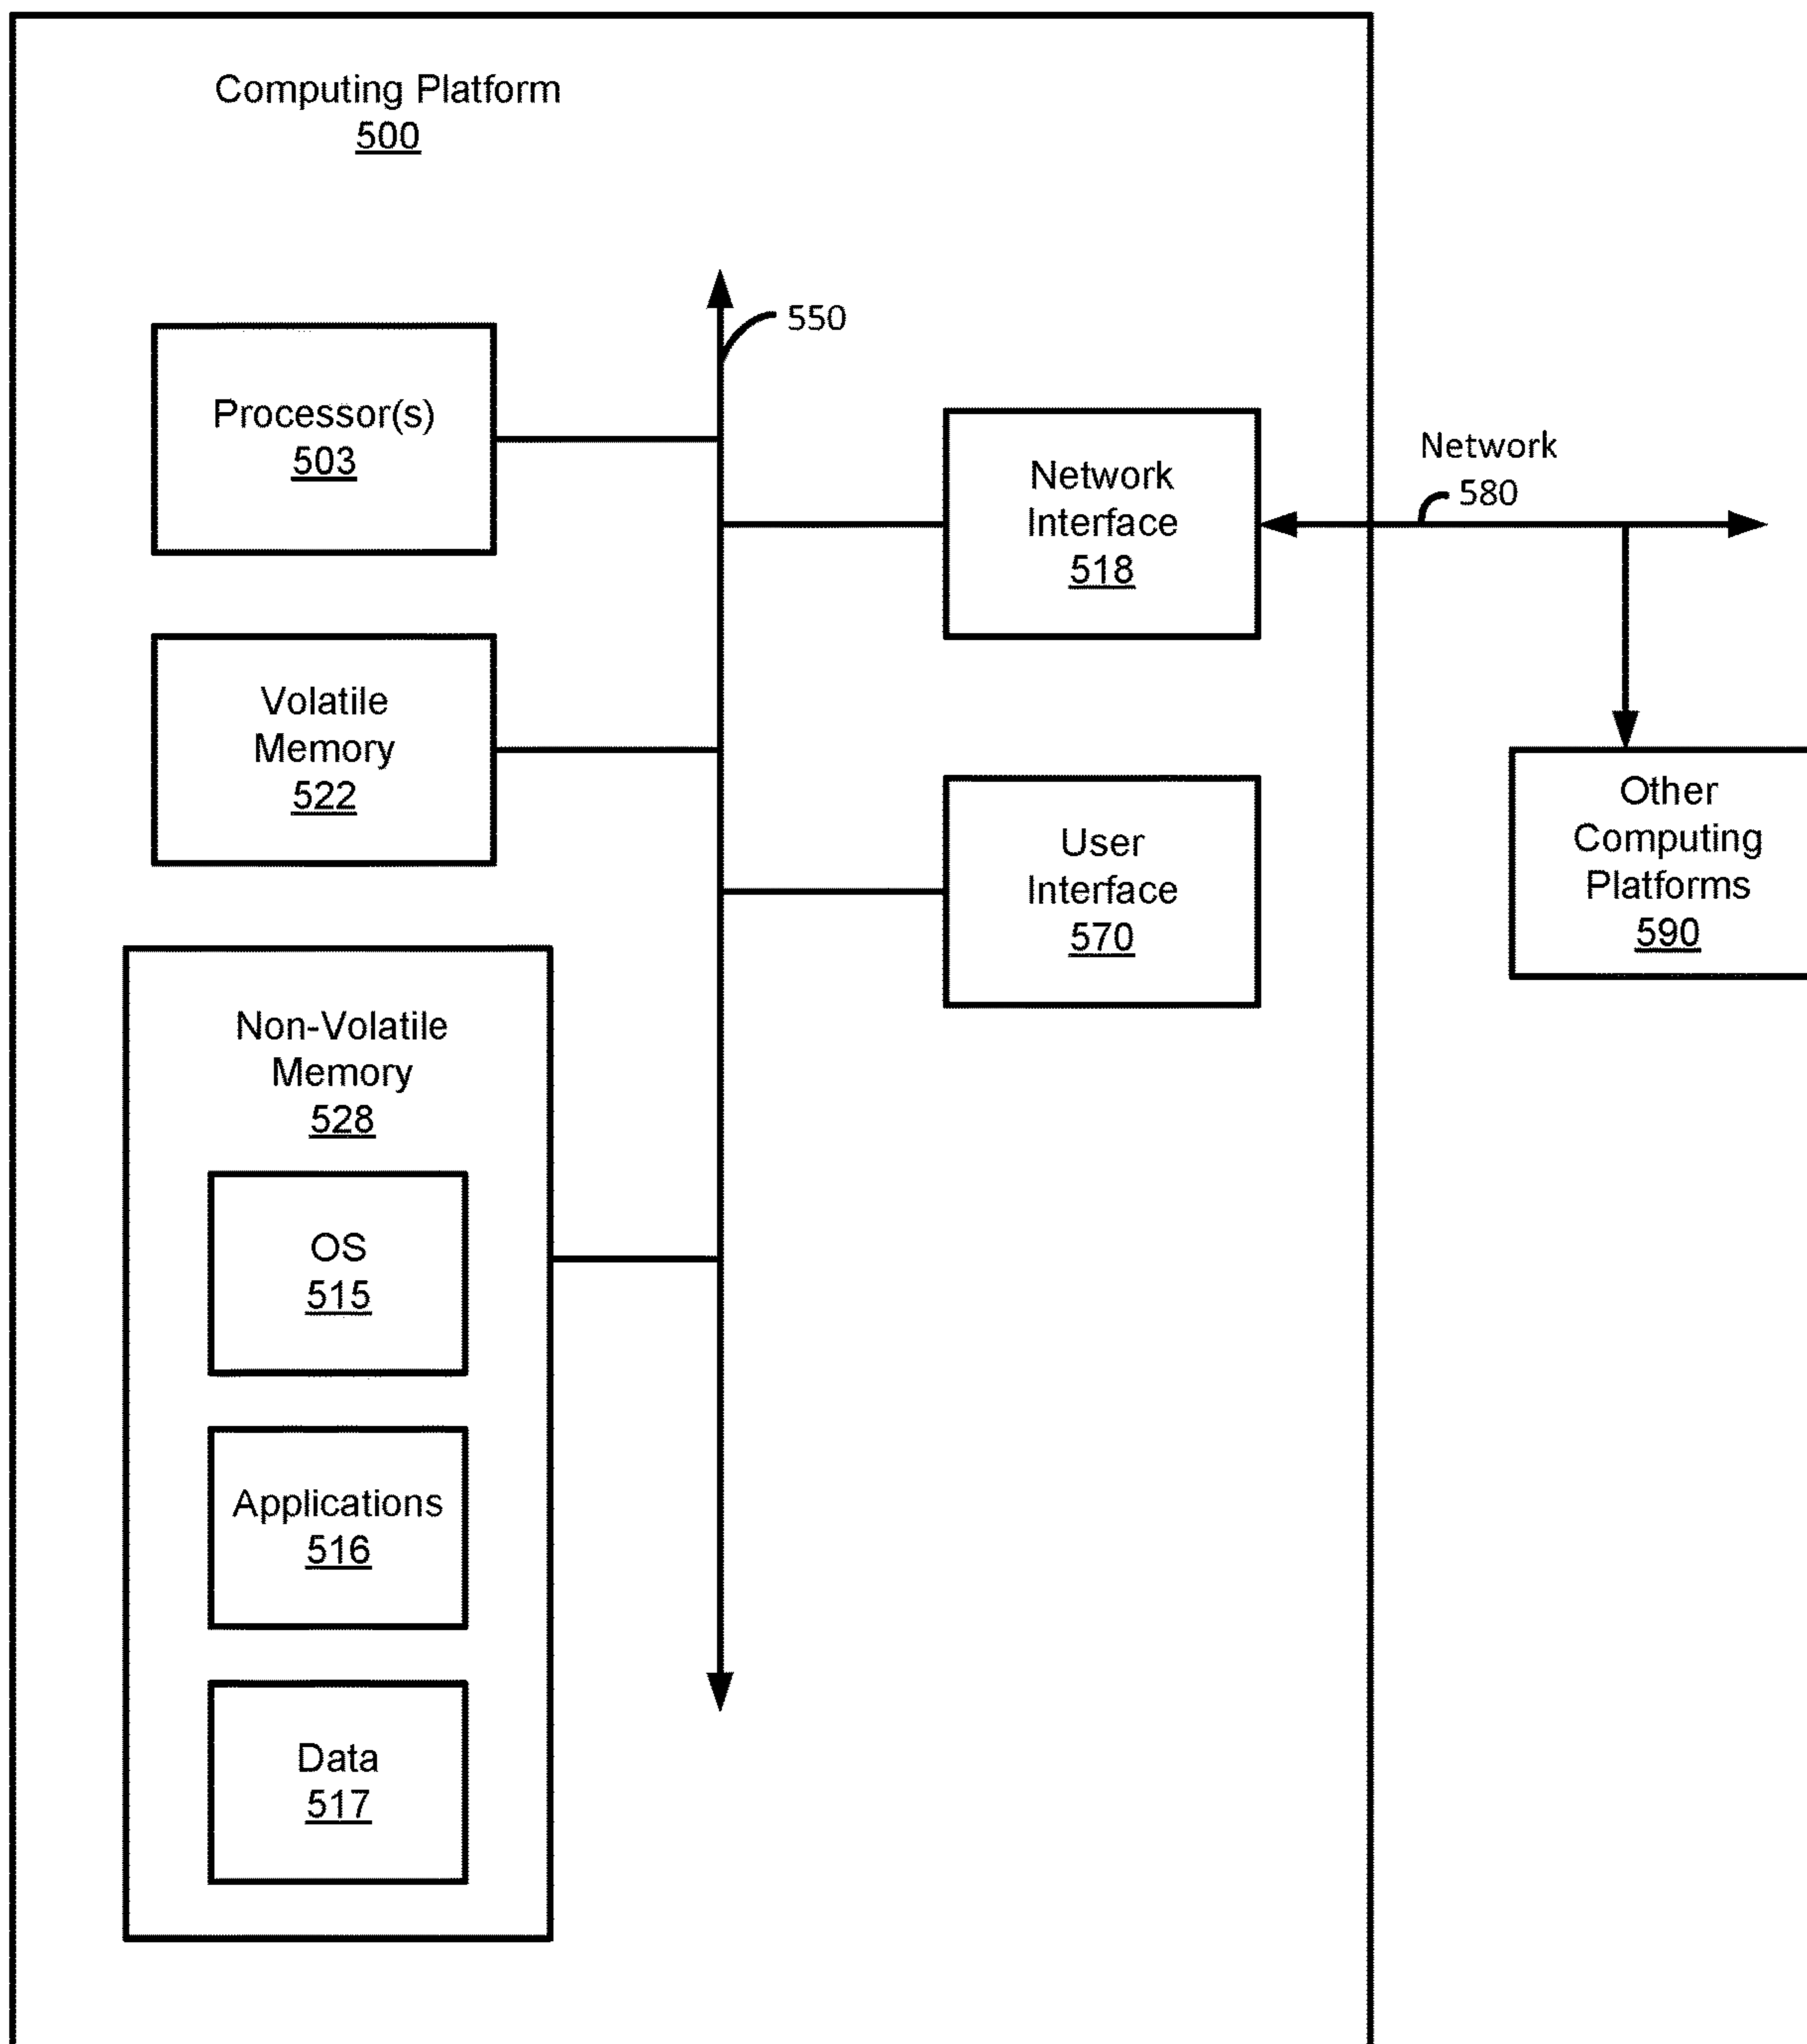 Computing Platform
500
550
Processor(s)
503
Network
Interface
518
Network
580
Volatile
Memory
522
User
Interface
570
Other
Computing
Platforms
590
Non-Volatile
Memory
528
OS
515
Applications
516
Data
517